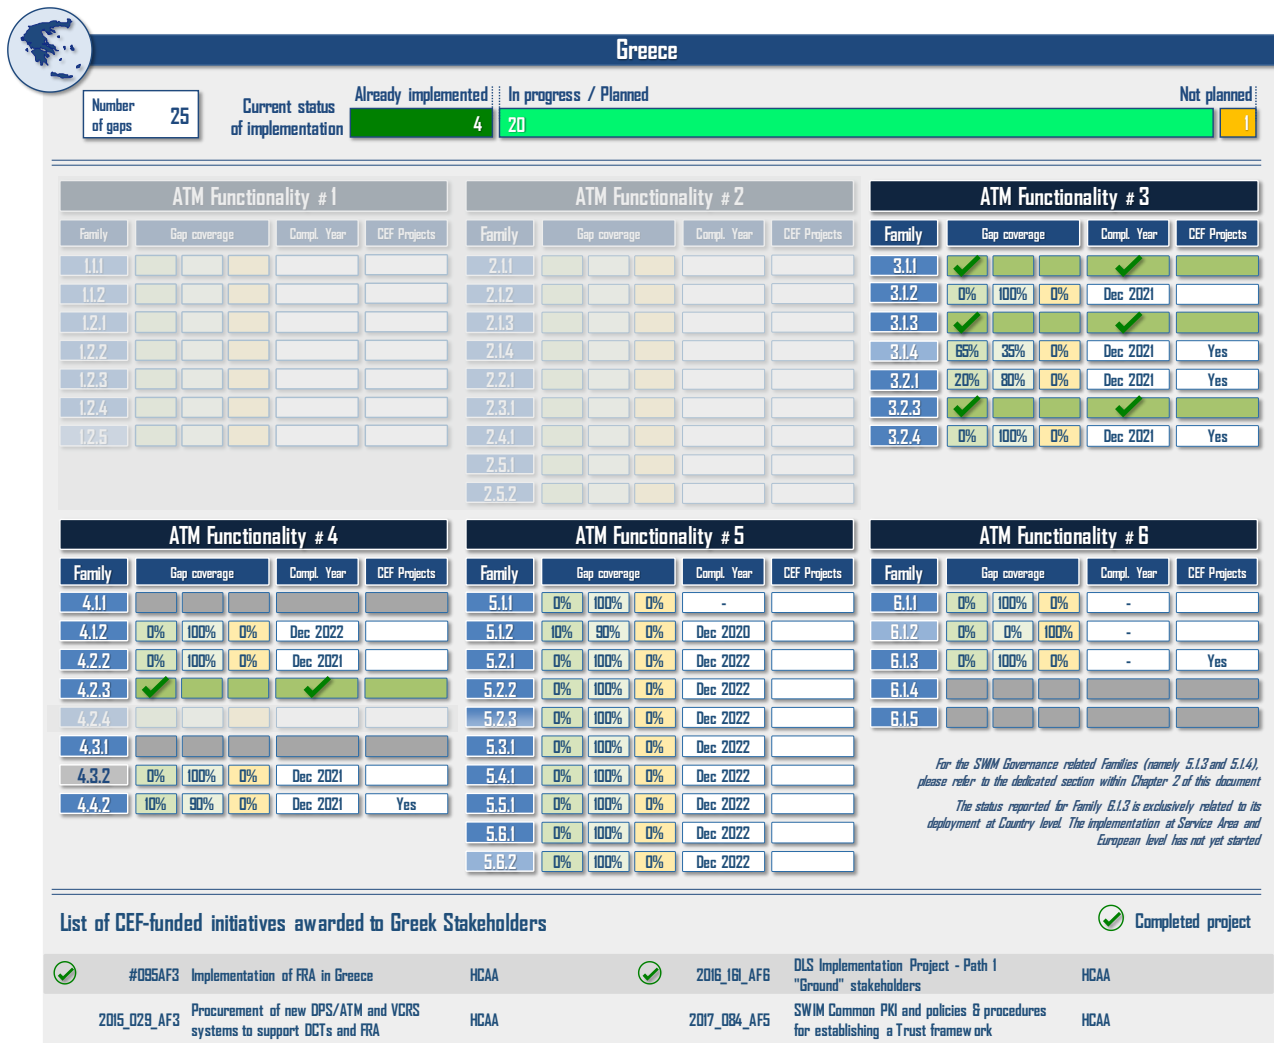 Greece
Number
of gaps
25
Current status
of implementation
Already implemented
In progress / Planned
Not planned
4
20
1
ATM Functionality # 1
Family Gap coverage Compl. Year CEF Projects
1.1.1
1.1.2
1.2.1
1.2.2
1.2.3
1.2.4
1.2.5
ATM Functionality # 2
Family Gap coverage Compl. Year CEF Projects
2.1.1
2.1.2
2.1.3
2.1.4
2.2.1
2.3.1
2.4.1
2.5.1
2.5.2
ATM Functionality # 3
Family Gap coverage Compl. Year CEF Projects
3.1.1
3.1.2 0% 100% 0% Dec 2021
3.1.3
3.1.4 65% 35% 0% Dec 2021 Yes
3.2.1 20% 80% 0% Dec 2021 Yes
3.2.3
3.2.4 0% 100% 0% Dec 2021 Yes
ATM Functionality # 4
Family Gap coverage Compl. Year CEF Projects
4.1.1
4.1.2 0% 100% 0% Dec 2022
4.2.2 0% 100% 0% Dec 2021
4.2.3
4.2.4
4.3.1
4.3.2 0% 100% 0% Dec 2021
4.4.2 10% 90% 0% Dec 2021 Yes
ATM Functionality # 5
Family Gap coverage Compl. Year CEF Projects
5.1.1 0% 100% 0% -
5.1.2 10% 90% 0% Dec 2020
5.2.1 0% 100% 0% Dec 2022
5.2.2 0% 100% 0% Dec 2022
5.2.3 0% 100% 0% Dec 2022
5.3.1 0% 100% 0% Dec 2022
5.4.1 0% 100% 0% Dec 2022
5.5.1 0% 100% 0% Dec 2022
5.6.1 0% 100% 0% Dec 2022
5.6.2 0% 100% 0% Dec 2022
ATM Functionality # 6
Family Gap coverage Compl. Year CEF Projects
6.1.1 0% 100% 0% -
6.1.2 0% 0% 100% -
6.1.3 0% 100% 0% - Yes
6.1.4
6.1.5
For the SWIM Governance related Families (namely 5.1.3 and 5.1.4),
please refer to the dedicated section within Chapter 2 of this document
The status reported for Family 6.1.3 is exclusively related to its
deployment at Country level. The implementation at Service Area and
European level has not yet started
List of CEF-funded initiatives awarded to Greek Stakeholders
Completed project
#095AF3 Implementation of FRA in Greece HCAA
2016_161_AF6 DLS Implementation Project - Path 1
"Ground" stakeholders HCAA
2015_029_AF3 Procurement of new DPS/ATM and VCRS
systems to support DCTs and FRA HCAA
2017_084_AF5 SWIM Common PKI and policies & procedures
for establishing a Trust framework HCAA